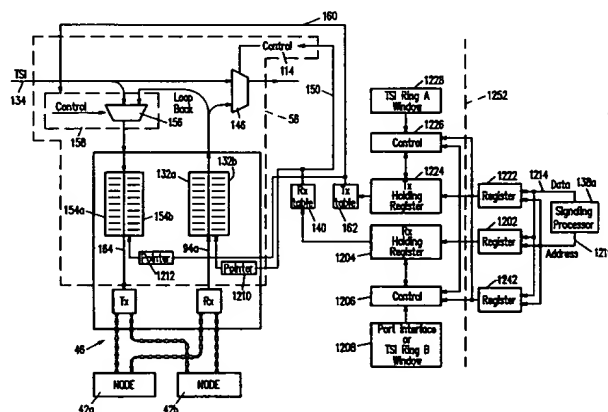 160
Control
TSI
134
114
150
Loop
Back
146
Control
156
158
58
1228
TSI Ring A
Window
1252
1226
Control
132a
132b
1224
Tx
Holding
Register
1222
Register
1214
Data
138a
Signaling
Processor
154a
154b
Rx
table
Tx
table
140
162
1202
Register
Rx
Holding
Register
1204
Address
164
94a
Pointer
1212
Pointer
1210
1206
Control
1242
Register
Tx
Rx
46
1208
Port Interface
or
TSI Ring B
Window
NODE
NODE
42a
42b